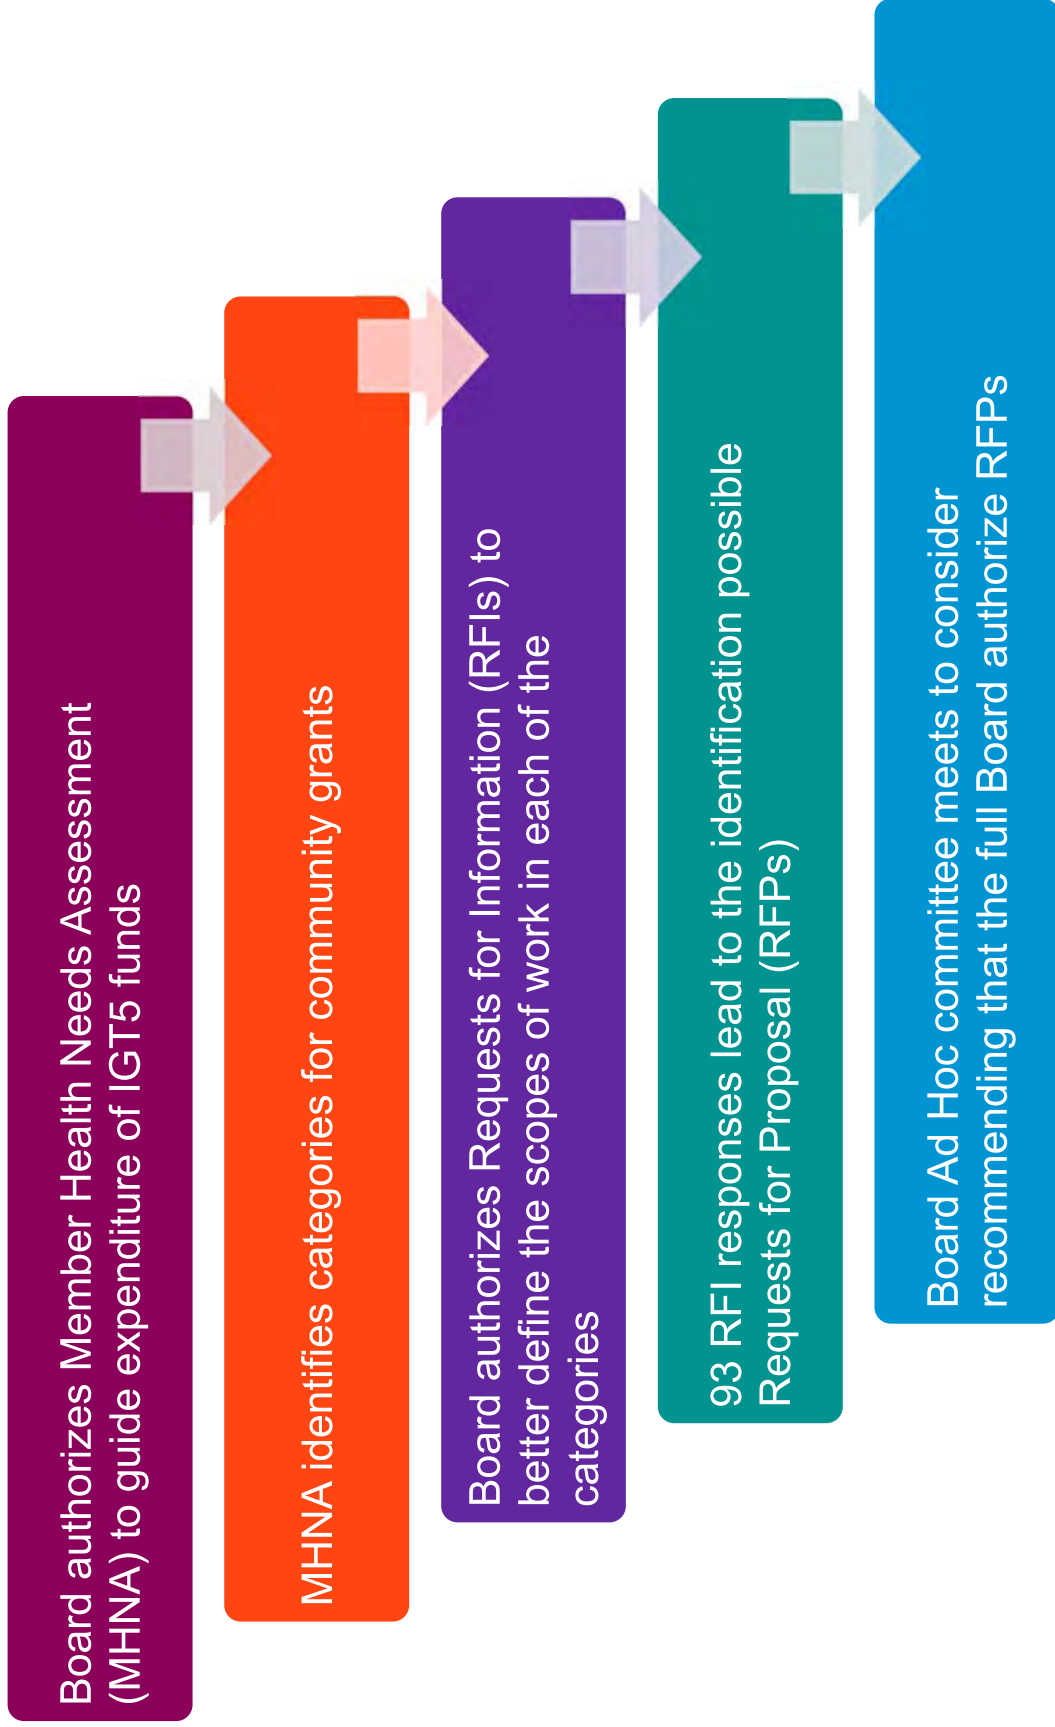 Board authorizes Member Health Needs Assessment
(MHNA) to guide expenditure of IGT5 funds
MHNA identifies categories for community grants
Board authorizes Requests for Information (RFIs) to
better define the scopes of work in each of the
categories
93 RFI responses lead to the identification possible
Requests for Proposal (RFPs)
Board Ad Hoc committee meets to consider
recommending that the full Board authorize RFPs